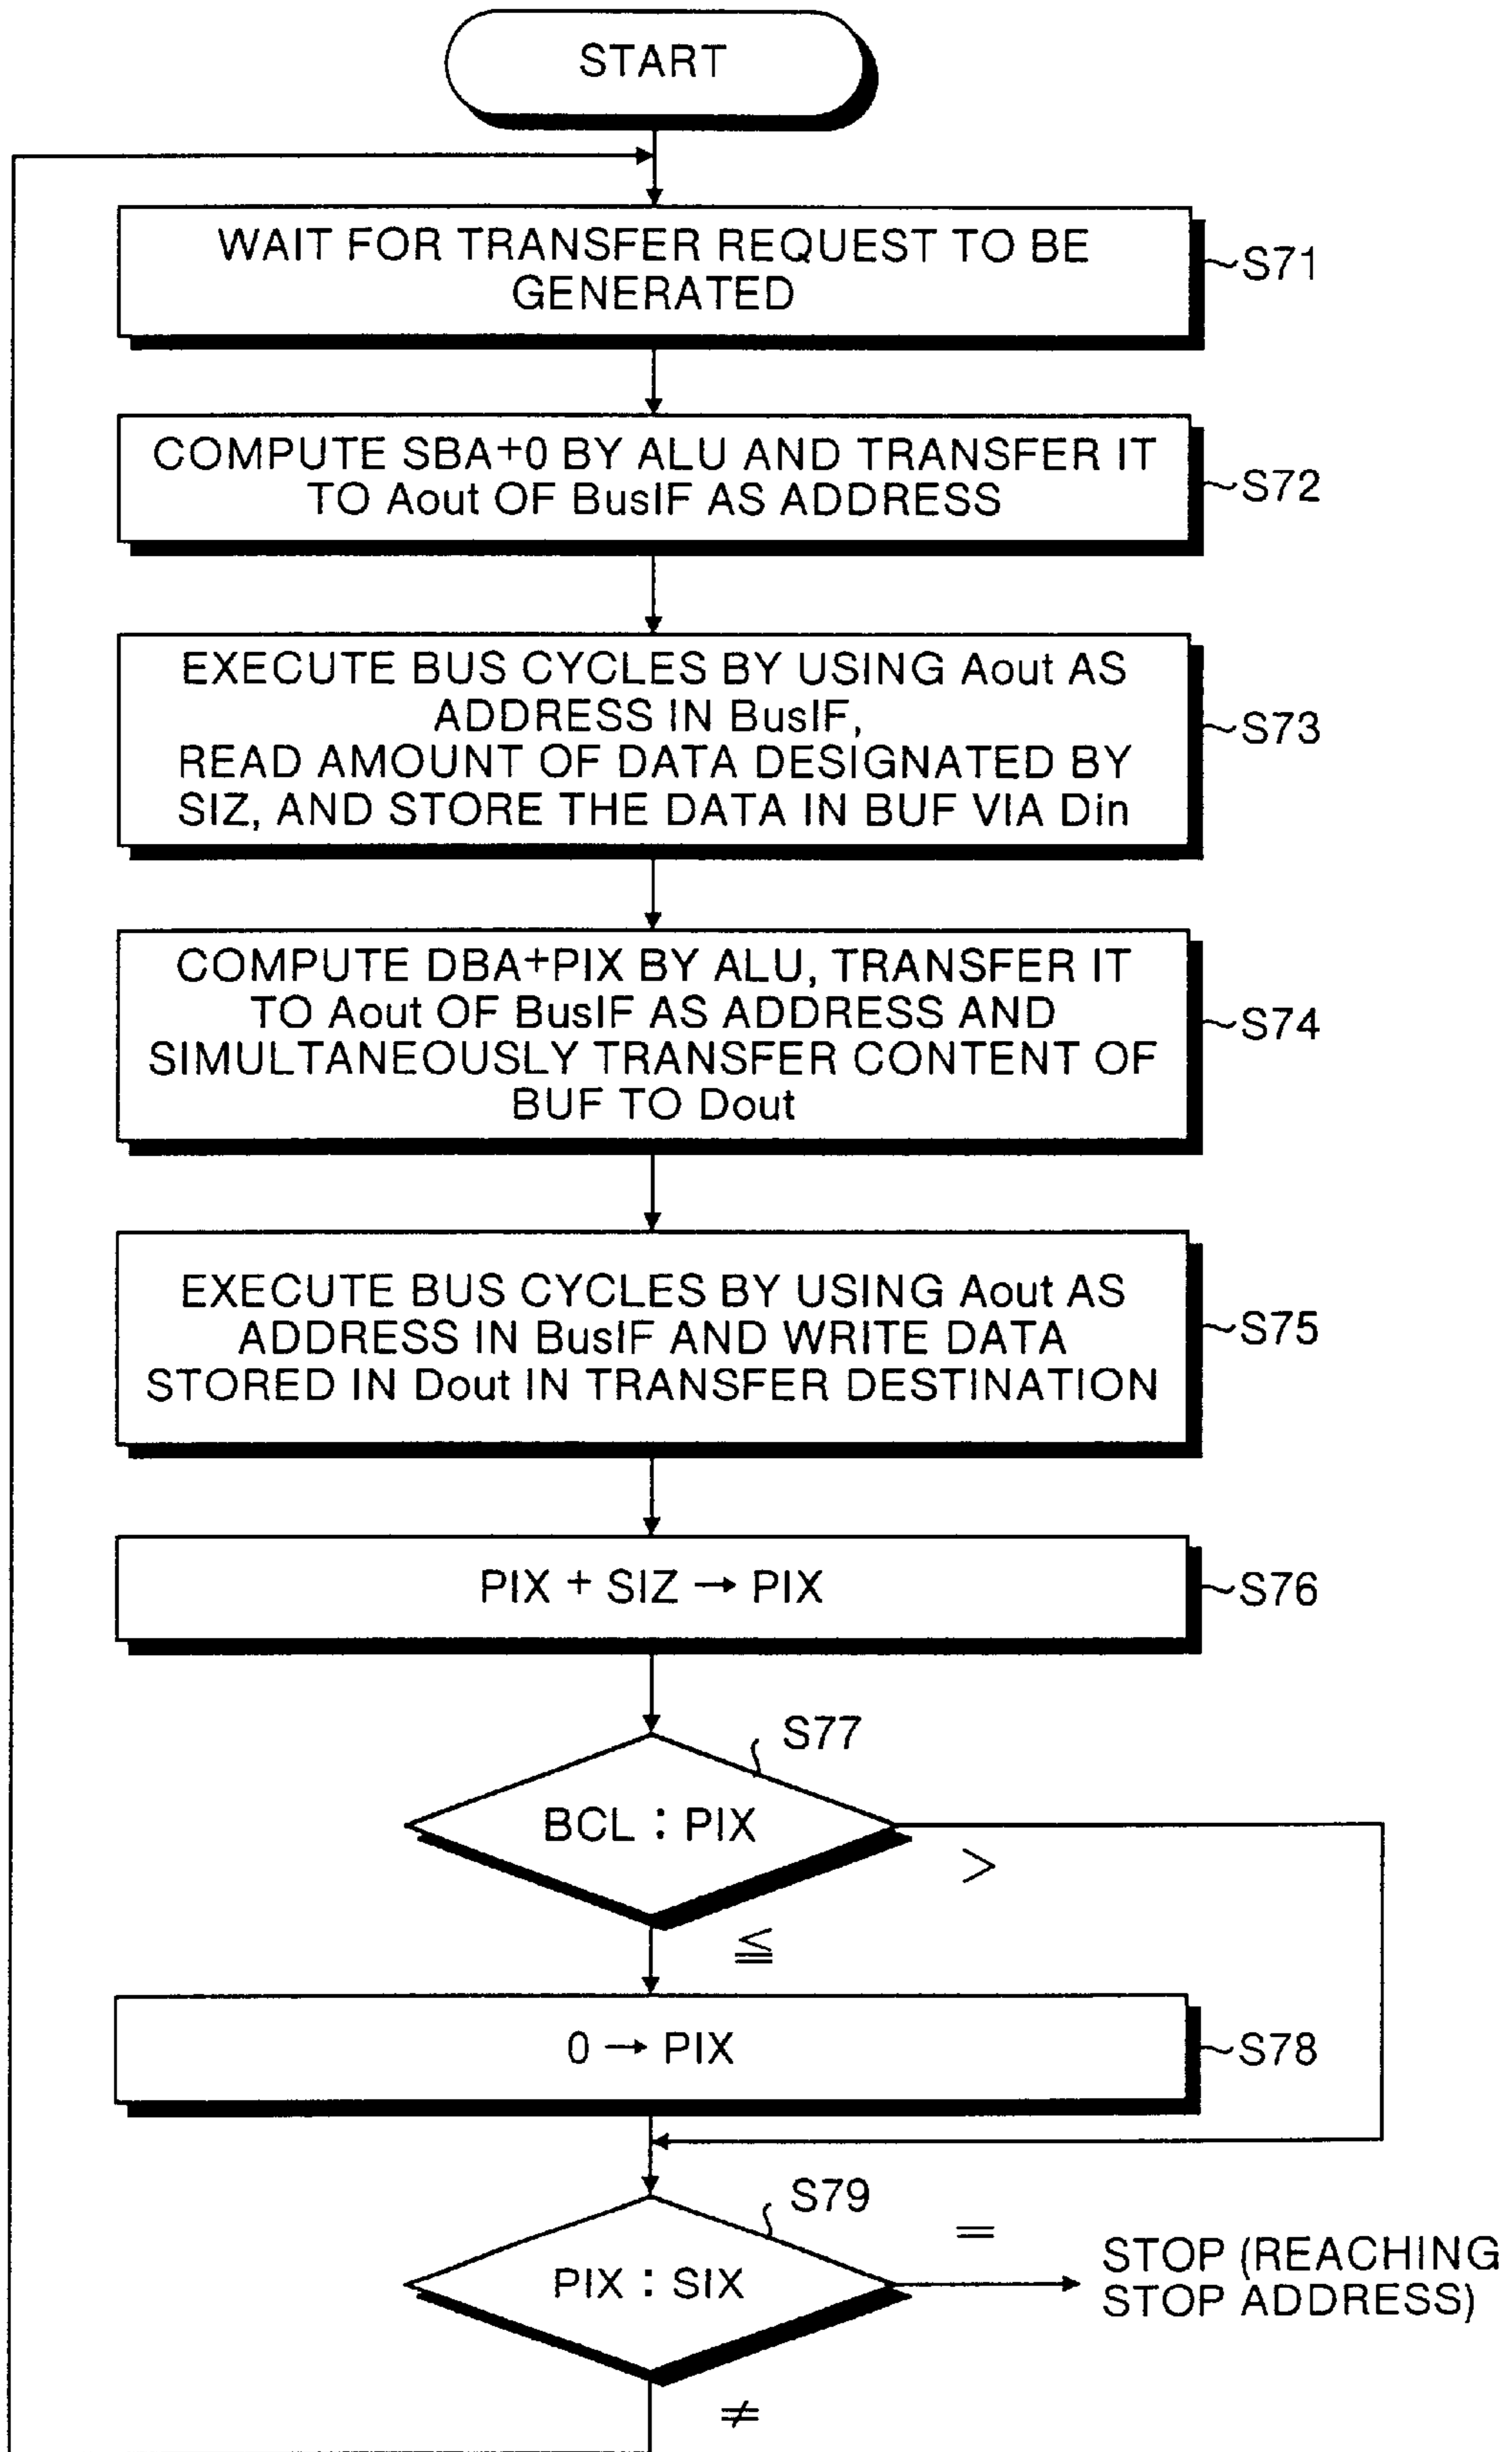 START
WAIT FOR TRANSFER REQUEST TO BE
GENERATED
S71
COMPUTE SBA+0 BY ALU AND TRANSFER IT
TO Aout OF BusIF AS ADDRESS
S72
EXECUTE BUS CYCLES BY USING Aout AS
ADDRESS IN BusIF,
READ AMOUNT OF DATA DESIGNATED BY
SIZ, AND STORE THE DATA IN BUF VIA Din
S73
COMPUTE DBA+PIX BY ALU, TRANSFER IT
TO Aout OF BusIF AS ADDRESS AND
SIMULTANEOUSLY TRANSFER CONTENT OF
BUF TO Dout
S74
EXECUTE BUS CYCLES BY USING Aout AS
ADDRESS IN BusIF AND WRITE DATA
STORED IN Dout IN TRANSFER DESTINATION
S75
PIX + SIZ → PIX
S76
S77
BCL : PIX
>
≦
0 → PIX
S78
S79
PIX : SIX
=
STOP (REACHING
STOP ADDRESS)
≠